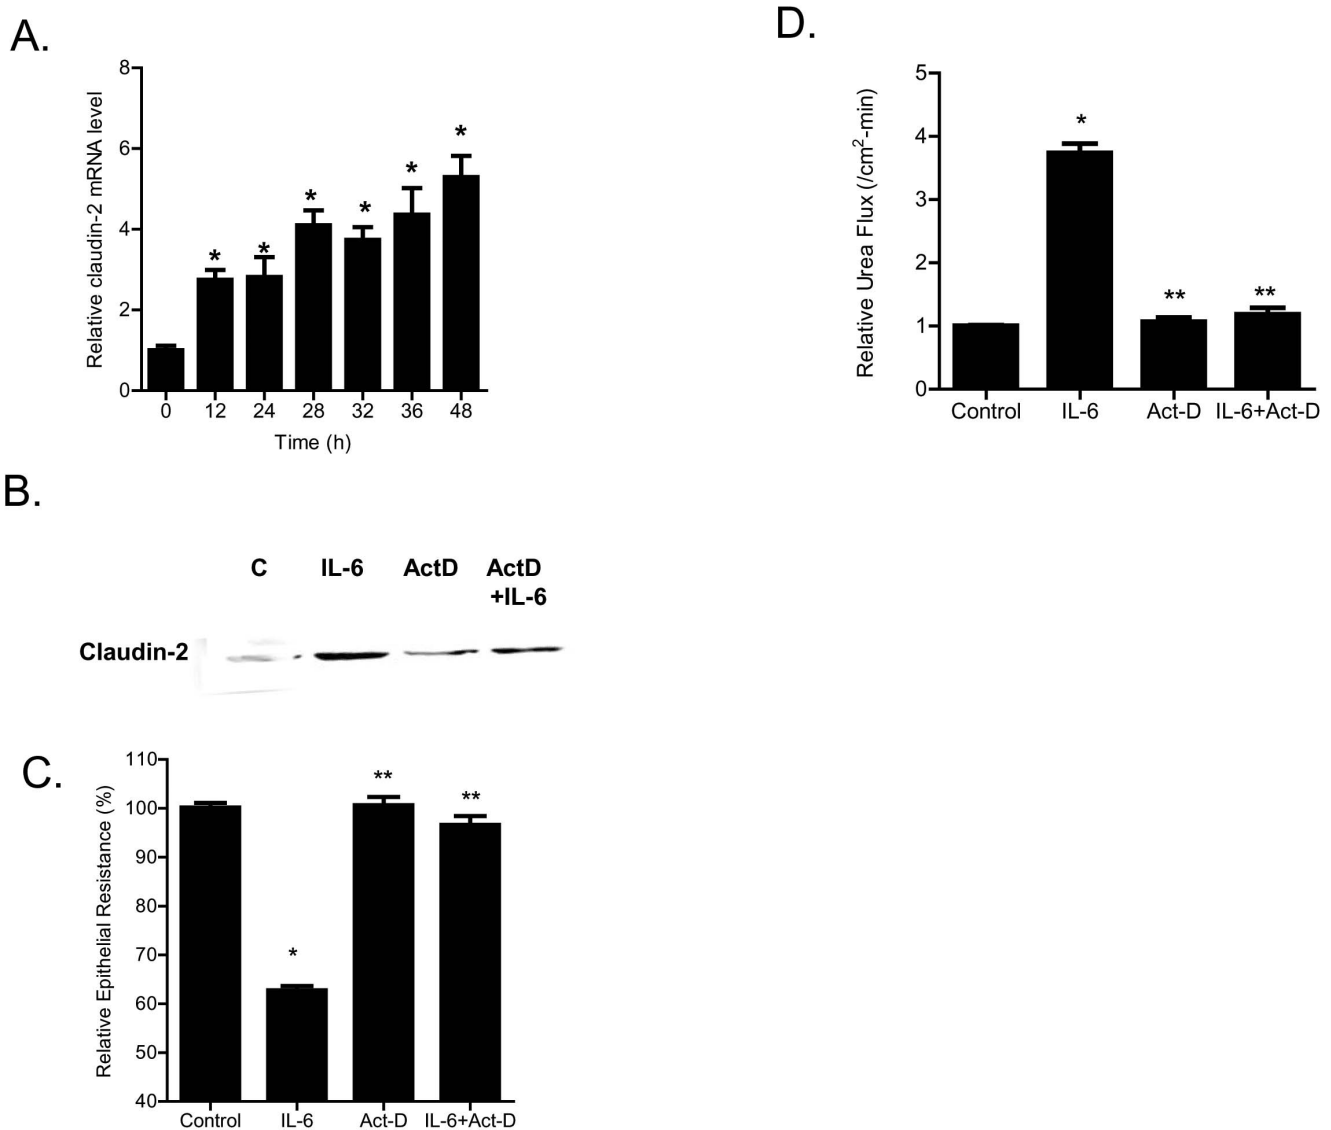 A.
8
6
4
2
0
Relative claudin-2 mRNA level
*
*
*
*
*
*
0 12 24 28 32 36 48
Time (h)
B.
C IL-6 ActD ActD
+IL-6
Claudin-2
C.
110
100
90
80
70
60
50
40
Relative Epithelial Resistance (%)
*
**
**
Control IL-6 Act-D IL-6+Act-D
D.
5
4
3
2
1
0
Relative Urea Flux (/cm²-min)
*
**
**
Control IL-6 Act-D IL-6+Act-D